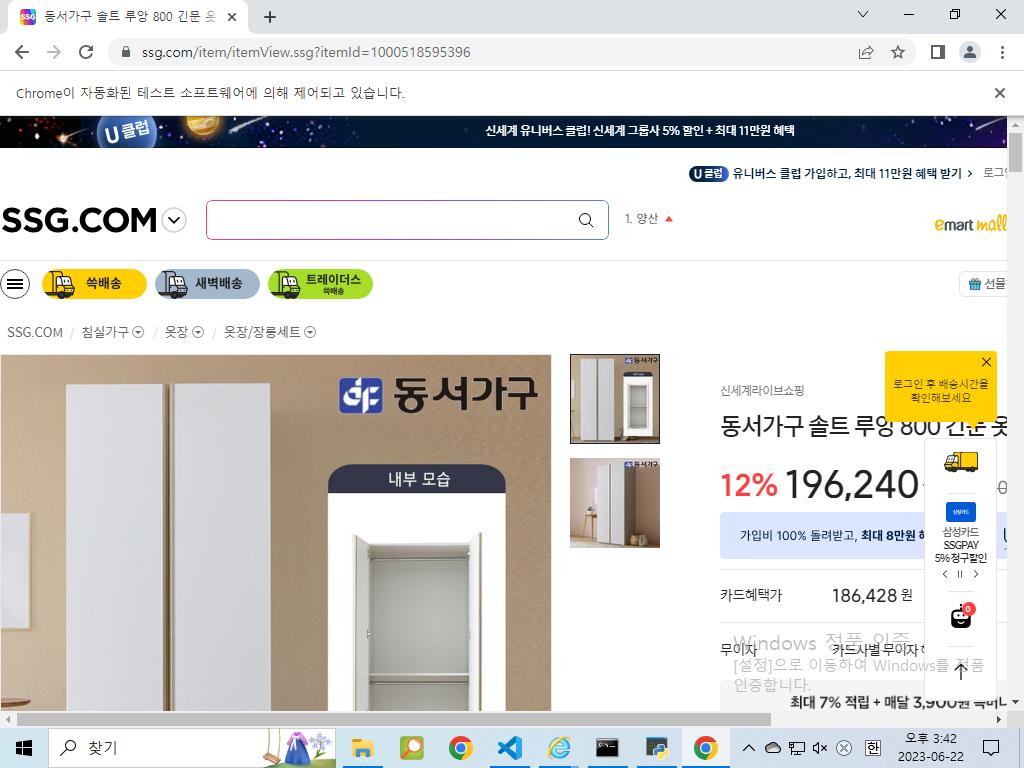 동서가구 솔트 루앙 800 긴문 옷
Chrome이 자동화된 테스트 소프트웨어에 의해 제어되고 있습니다.
ssg.com/item/itemView.ssg?itemId=1000518595396
U클럽
신세계 유니버스 클럽! 신세계 그룹사 5% 할인 + 최대 11만원 혜택
U 클럽 유니버스 클럽 가입하고, 최대 11만원 혜택 받기
SSG.COM
1. 양산
emart mall
쓱배송
새벽배송
트레이더스
쓱배송
선물
SSG.COM / 침실가구 / 옷장 / 옷장/장롱세트
동서가구
내부 모습
신세계라이브쇼핑
로그인 후 배송시간을
확인해보세요
동서가구 솔트 루앙 800 긴문 옷
12% 196,240
가입비 100% 돌려받고, 최대 8만원
삼성카드
삼성카드
SSGPAY
5% 청구할인
카드혜택가 186,428 원
0
무이자 카드사별 무이자
Windows 정품 인증
[설정]으로 이동하여 Windows를 정품
인증합니다.
최대 7% 적립 + 매달 3,900원
찾기
한
오후 3:42
2023-06-22